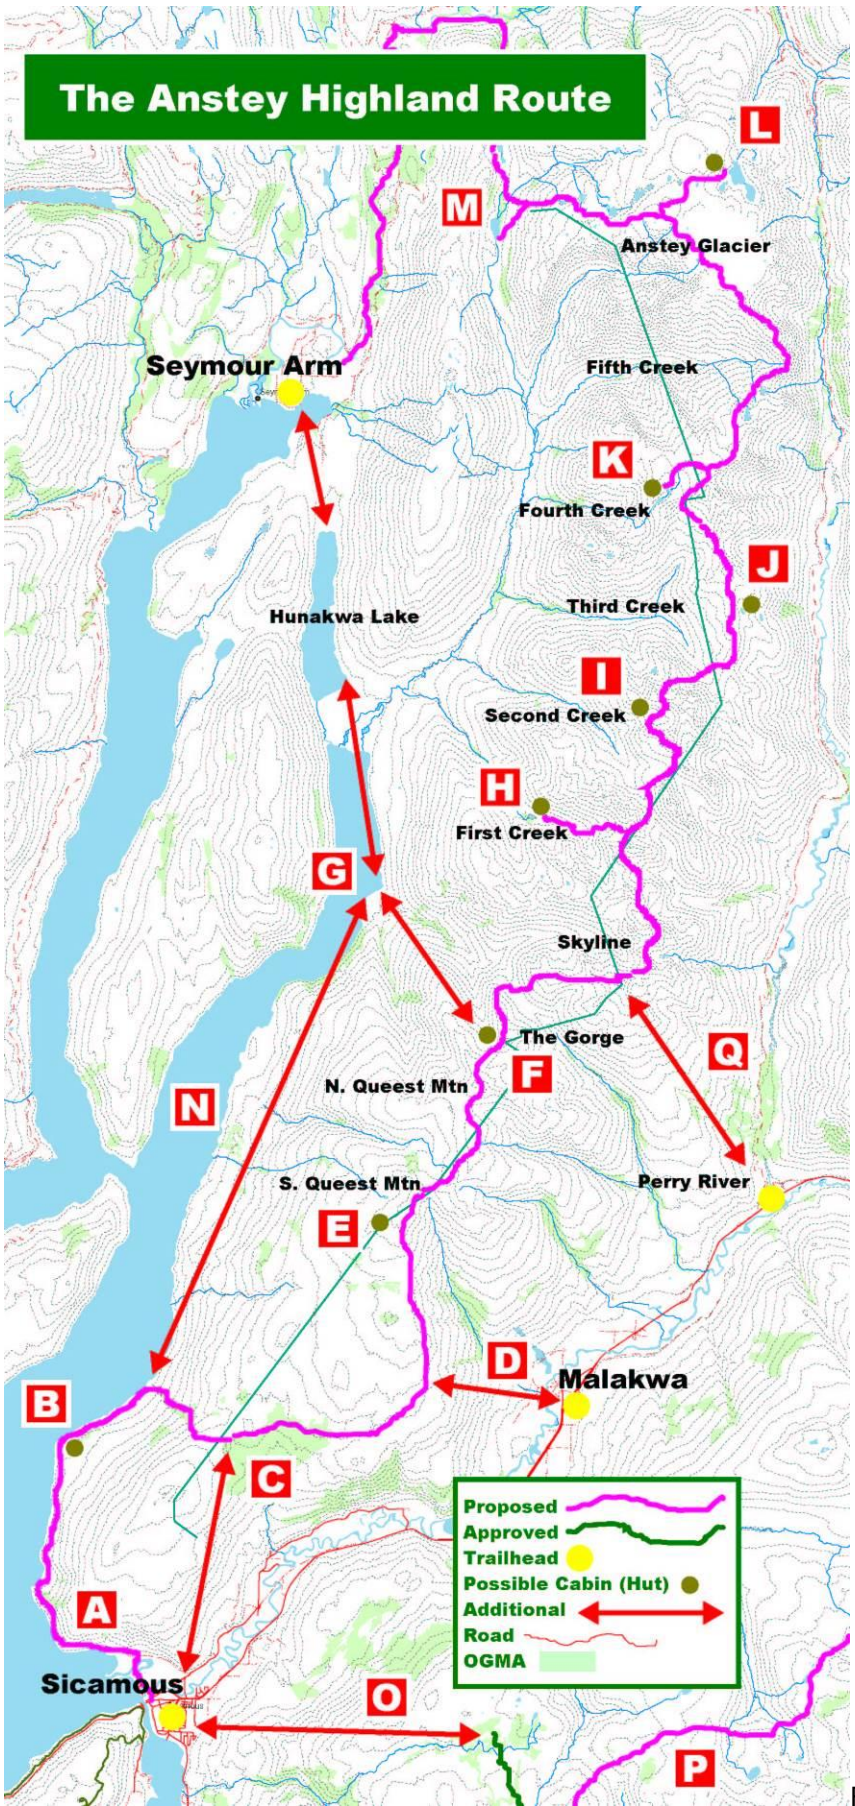 The Anstey Highland Route
L
M
Anstey Glacier
Seymour Arm
Fifth Creek
K
Fourth Creek
J
Hunakwa Lake
Third Creek
I
Second Creek
H
First Creek
G
Skyline
The Gorge
Q
F
N. Queest Mtn
N
S. Queest Mtn
Perry River
E
D
Malakwa
B
C
Proposed
Approved
Trailhead
Possible Cabin (Hut)
Additional
Road
OGMA
A
Sicamous
O
P